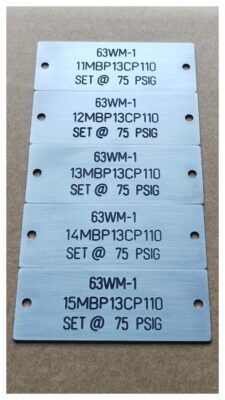 63WM-1
11MBP13CP110
SET @ 75 PSIG
63WM-1
12MBP13CP110
SET @ 75 PSIG
63WM-1
13MBP13CP110
SET @ 75 PSIG
63WM-1
14MBP13CP110
SET @ 75 PSIG
63WM-1
15MBP13CP110
SET @ 75 PSIG